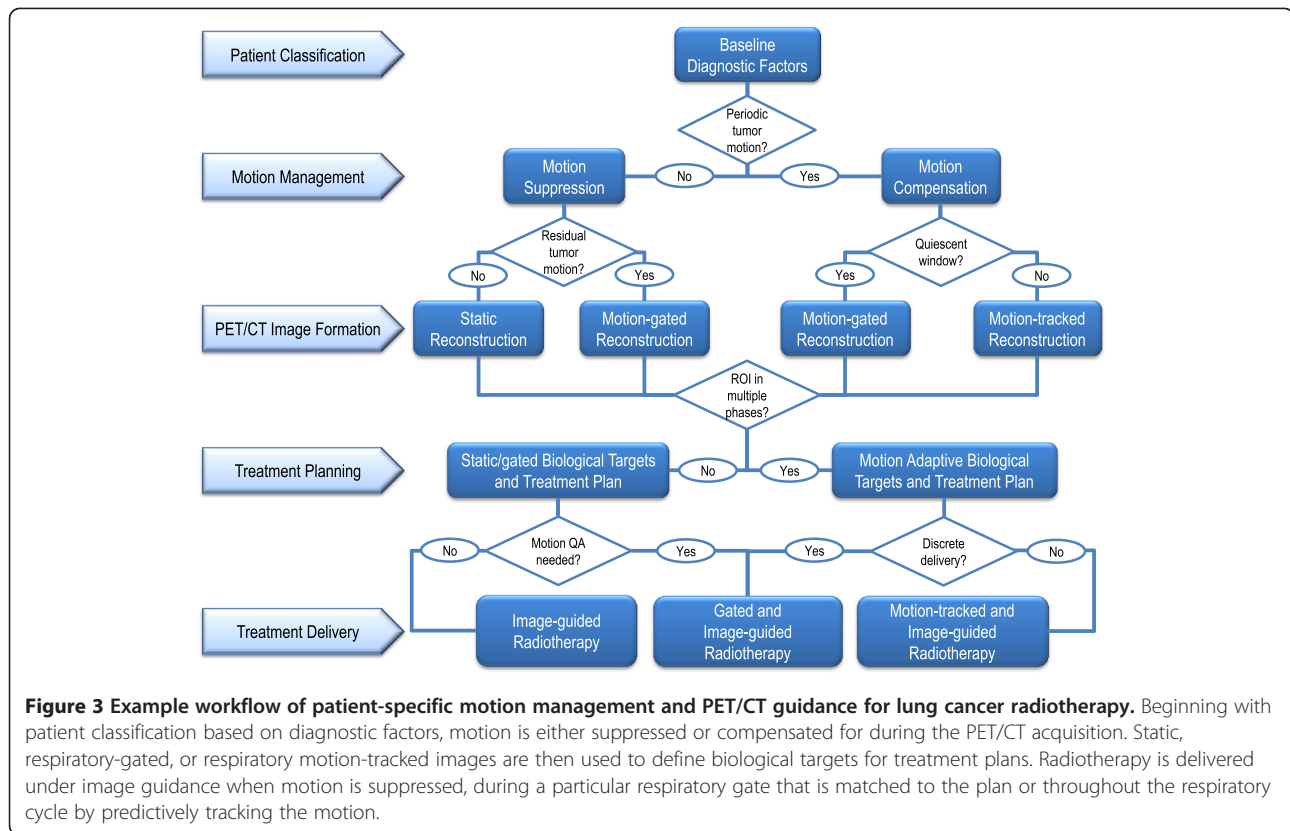 Patient Classification
Baseline
Diagnostic Factors
Periodic
tumor
motion?
Motion Management
Motion
Suppression
No
Yes
Motion
Compensation
Residual
tumor
motion?
Quiescent
window?
No
Yes
Yes
No
PET/CT Image Formation
Static
Reconstruction
Motion-gated
Reconstruction
Motion-gated
Reconstruction
Motion-tracked
Reconstruction
ROI in
multiple
phases?
Treatment Planning
Static/gated Biological Targets
and Treatment Plan
No
Yes
Motion Adaptive Biological
Targets and Treatment Plan
No
Motion QA
needed?
Yes
Yes
Discrete
delivery?
No
Treatment Delivery
Image-guided
Radiotherapy
Gated and
Image-guided
Radiotherapy
Motion-tracked and
Image-guided
Radiotherapy
Figure 3 Example workflow of patient-specific motion management and PET/CT guidance for lung cancer radiotherapy. Beginning with
patient classification based on diagnostic factors, motion is either suppressed or compensated for during the PET/CT acquisition. Static,
respiratory-gated, or respiratory motion-tracked images are then used to define biological targets for treatment plans. Radiotherapy is delivered
under image guidance when motion is suppressed, during a particular respiratory gate that is matched to the plan or throughout the respiratory
cycle by predictively tracking the motion.